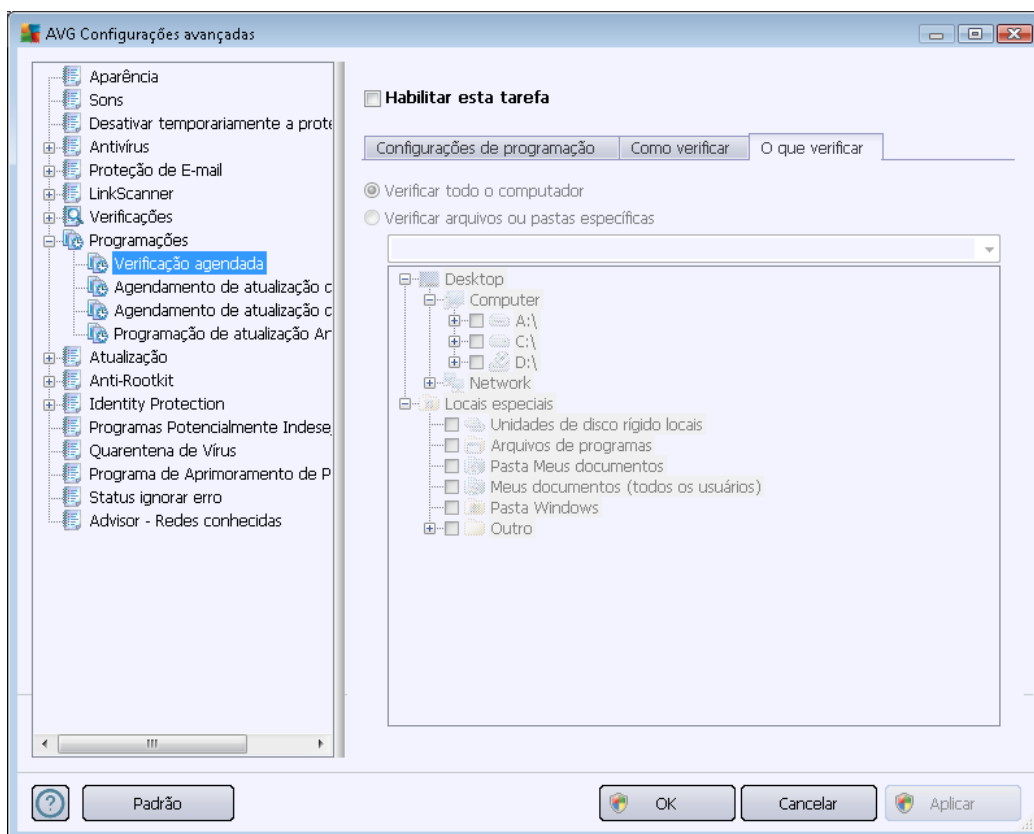 AVG Configurações avançadas
Aparência
Sons
Desativar temporariamente a prote
Antivírus
Proteção de E-mail
LinkScanner
Verificações
Programações
Verificação agendada
Agendamento de atualização c
Agendamento de atualização c
Programação de atualização Ar
Atualização
Anti-Rootkit
Identity Protection
Programas Potencialmente Indese
Quarentena de Vírus
Programa de Aprimoramento de P
Status ignorar erro
Advisor - Redes conhecidas
Habilitar esta tarefa
Configurações de programação
Como verificar
O que verificar
Verificar todo o computador
Verificar arquivos ou pastas específicas
Desktop
Computer
A:\
C:\
D:\
Network
Locais especiais
Unidades de disco rígido locais
Arquivos de programas
Pasta Meus documentos
Meus documentos (todos os usuários)
Pasta Windows
Outro
Padrão
OK
Cancelar
Aplicar